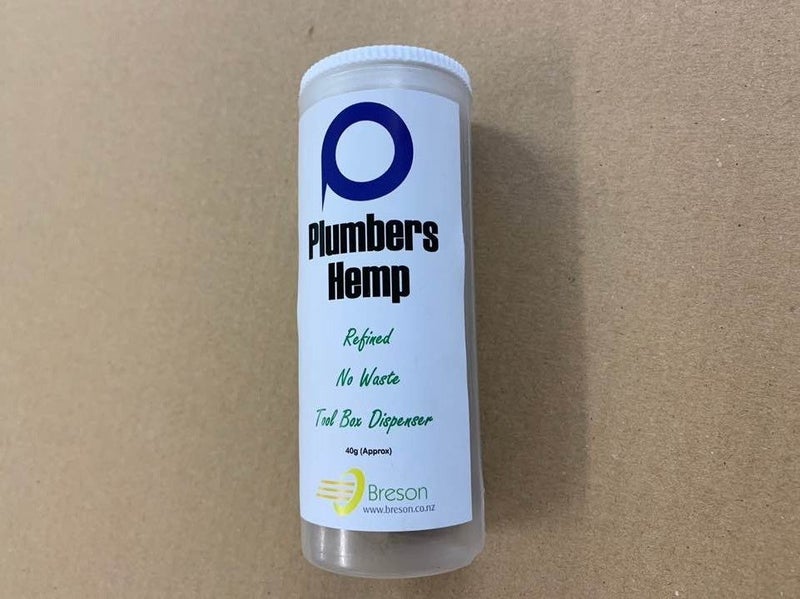 Plumbers
Hemp
Refined
No Waste
Tool Box Dispenser
40g (Approx)
Breson
www.breson.co.nz